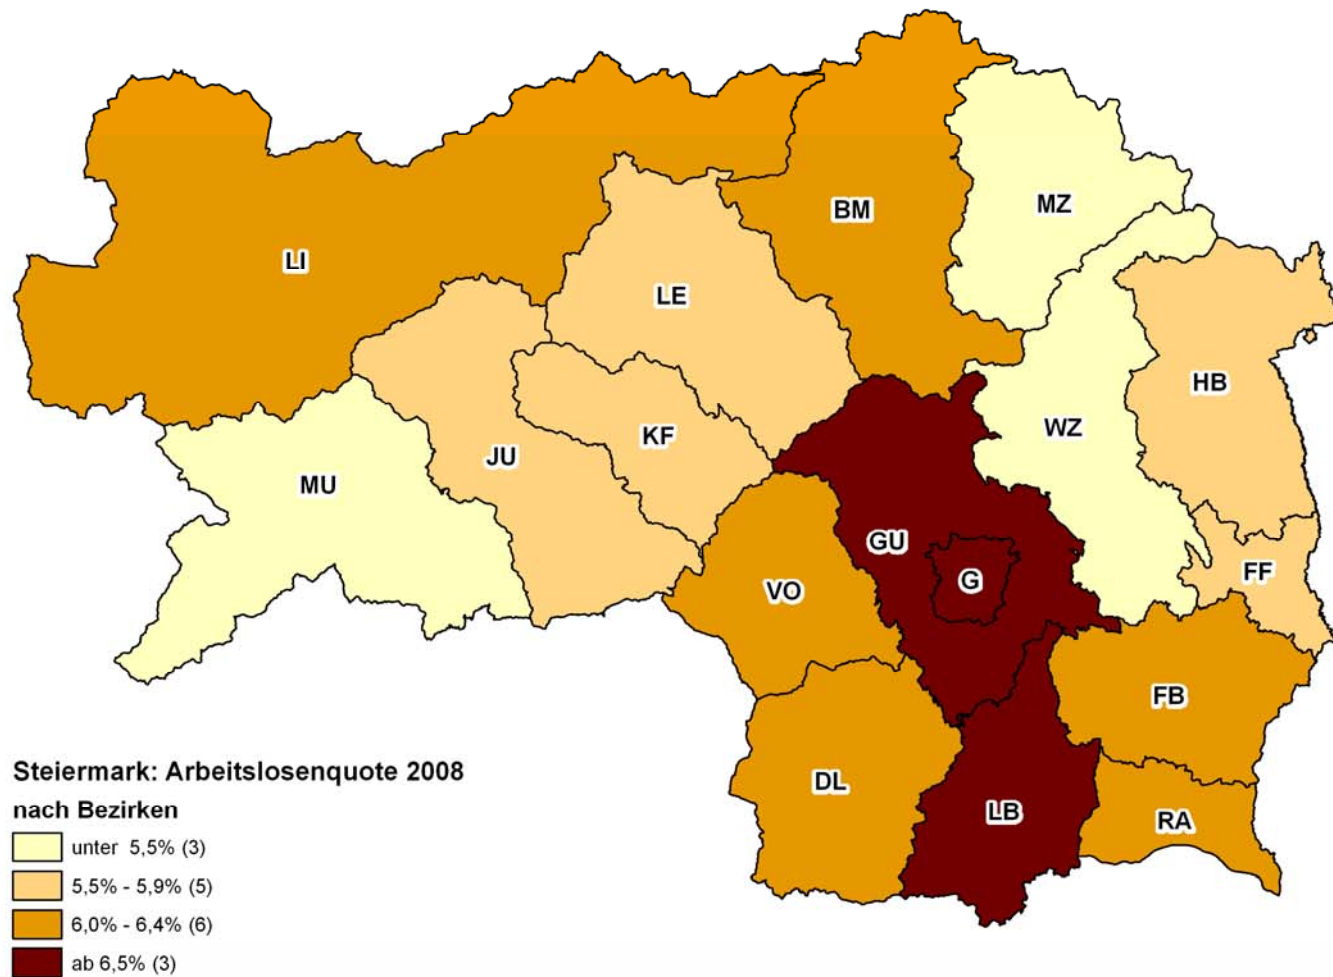 BM
MZ
LI
LE
HB
WZ
KF
JU
MU
GU
FF
G
VO
FB
DL
LB
RA
Steiermark: Arbeitslosenquote 2008
nach Bezirken
unter 5,5% (3)
5,5% - 5,9% (5)
6,0% - 6,4% (6)
ab 6,5% (3)